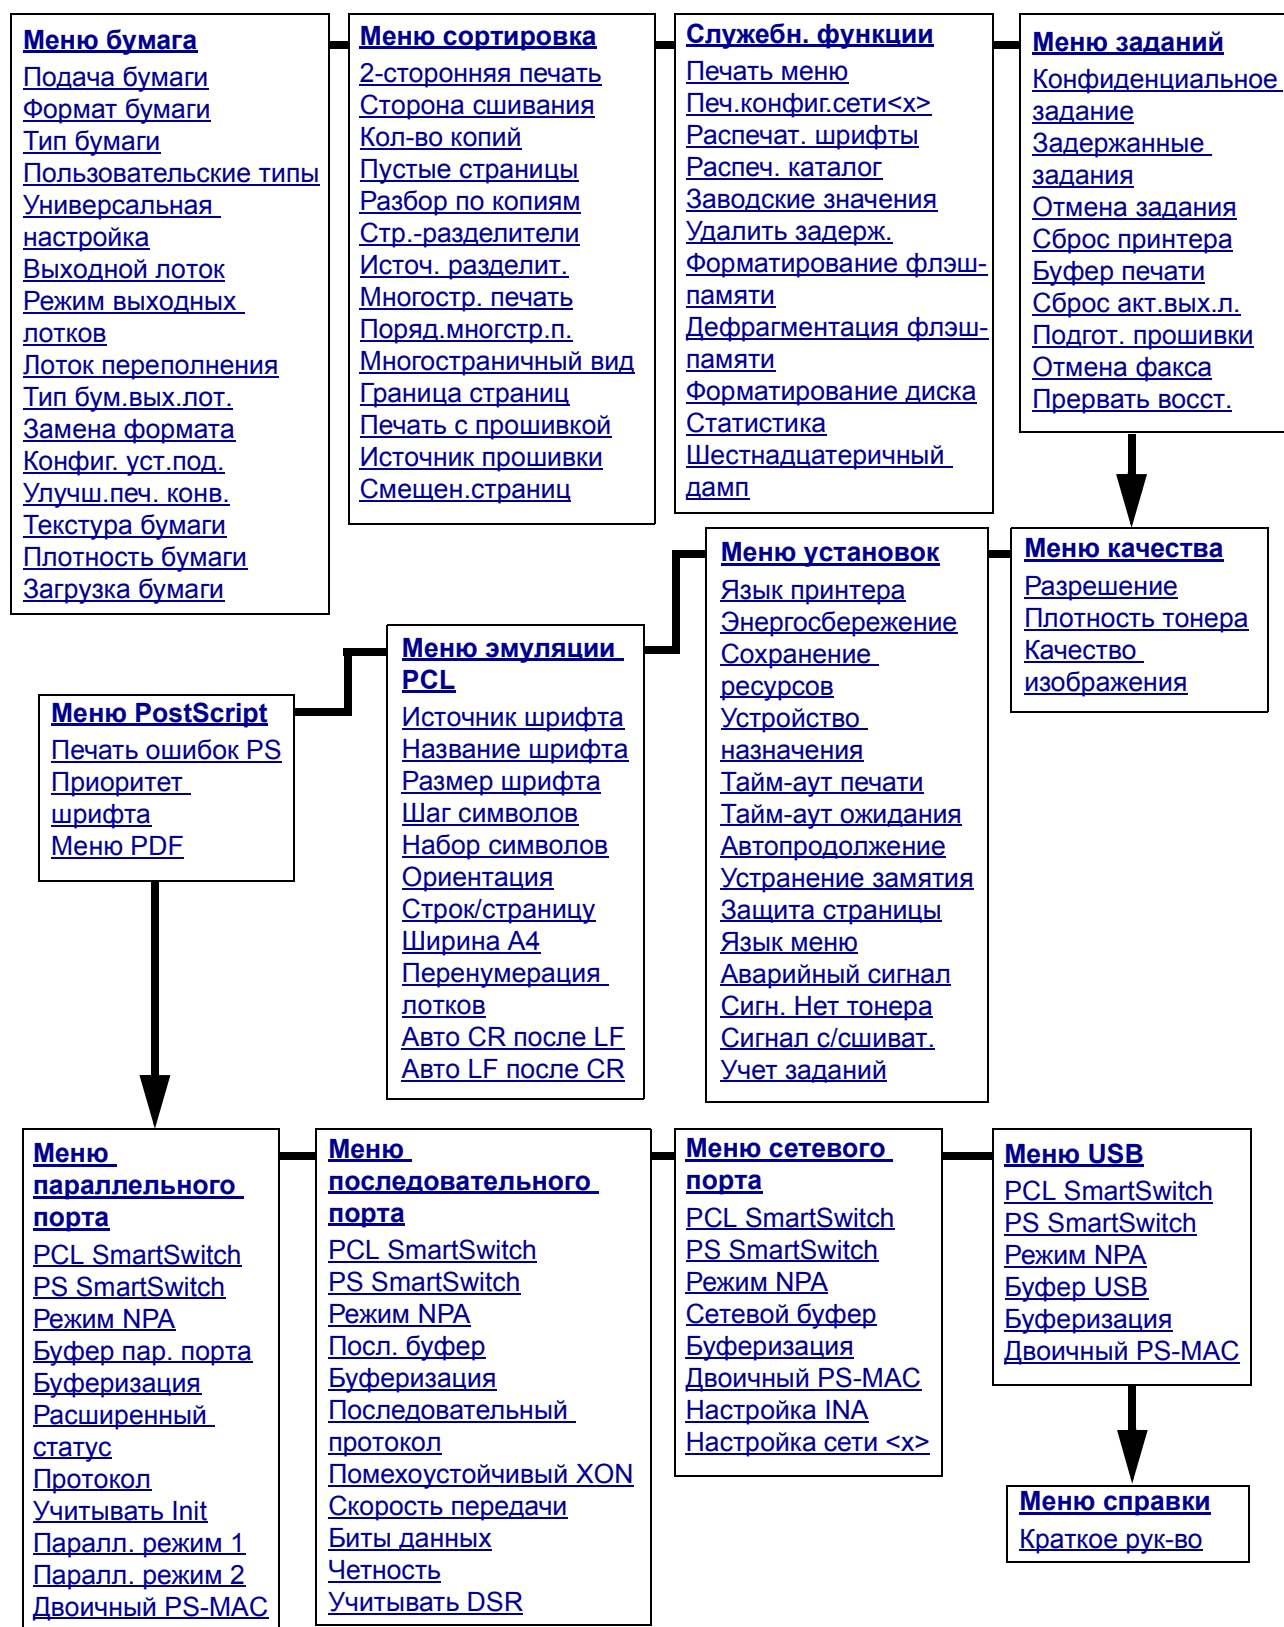 Меню бумага
Подача бумаги
Формат бумаги
Тип бумаги
Пользовательские типы
Универсальная
настройка
Выходной лоток
Режим выходных
лотков
Лоток переполнения
Тип бум.вых.лот.
Замена формата
Конфиг. уст.под.
Улучш.печ. конв.
Текстура бумаги
Плотность бумаги
Загрузка бумаги
Меню сортировка
2-сторонняя печать
Сторона сшивания
Кол-во копий
Пустые страницы
Разбор по копиям
Стр.-разделители
Источ. разделит.
Многостр. печать
Поряд.многстр.п.
Многостраничный вид
Граница страниц
Печать с прошивкой
Источник прошивки
Смещен.страниц
Служебн. функции
Печать меню
Печ.конфиг.сети<x>
Распечат. шрифты
Распеч. каталог
Заводские значения
Удалить задерж.
Форматирование флэш-
памяти
Дефрагментация флэш-
памяти
Форматирование диска
Статистика
Шестнадцатеричный
дамп
Меню заданий
Конфиденциальное
задание
Задержанные
задания
Отмена задания
Сброс принтера
Буфер печати
Сброс акт.вых.л.
Подгот. прошивки
Отмена факса
Прервать восст.
Меню качества
Разрешение
Плотность тонера
Качество
изображения
Меню установок
Язык принтера
Энергосбережение
Сохранение
ресурсов
Устройство
назначения
Тайм-аут печати
Тайм-аут ожидания
Автопродолжение
Устранение замятия
Защита страницы
Язык меню
Аварийный сигнал
Сигн. Нет тонера
Сигнал с/сшиват.
Учет заданий
Меню эмуляции
PCL
Источник шрифта
Название шрифта
Размер шрифта
Шаг символов
Набор символов
Ориентация
Строк/страницу
Ширина A4
Перенумерация
лотков
Авто CR после LF
Авто LF после CR
Меню PostScript
Печать ошибок PS
Приоритет
шрифта
Меню PDF
Меню
параллельного
порта
PCL SmartSwitch
PS SmartSwitch
Режим NPA
Буфер пар. порта
Буферизация
Расширенный
статус
Протокол
Учитывать Init
Паралл. режим 1
Паралл. режим 2
Двоичный PS-MAC
Меню
последовательного
порта
PCL SmartSwitch
PS SmartSwitch
Режим NPA
Посл. буфер
Буферизация
Последовательный
протокол
Помехоустойчивый XON
Скорость передачи
Биты данных
Четность
Учитывать DSR
Меню сетевого
порта
PCL SmartSwitch
PS SmartSwitch
Режим NPA
Сетевой буфер
Буферизация
Двоичный PS-MAC
Настройка INA
Настройка сети <x>
Меню USB
PCL SmartSwitch
PS SmartSwitch
Режим NPA
Буфер USB
Буферизация
Двоичный PS-MAC
Меню справки
Краткое рук-во